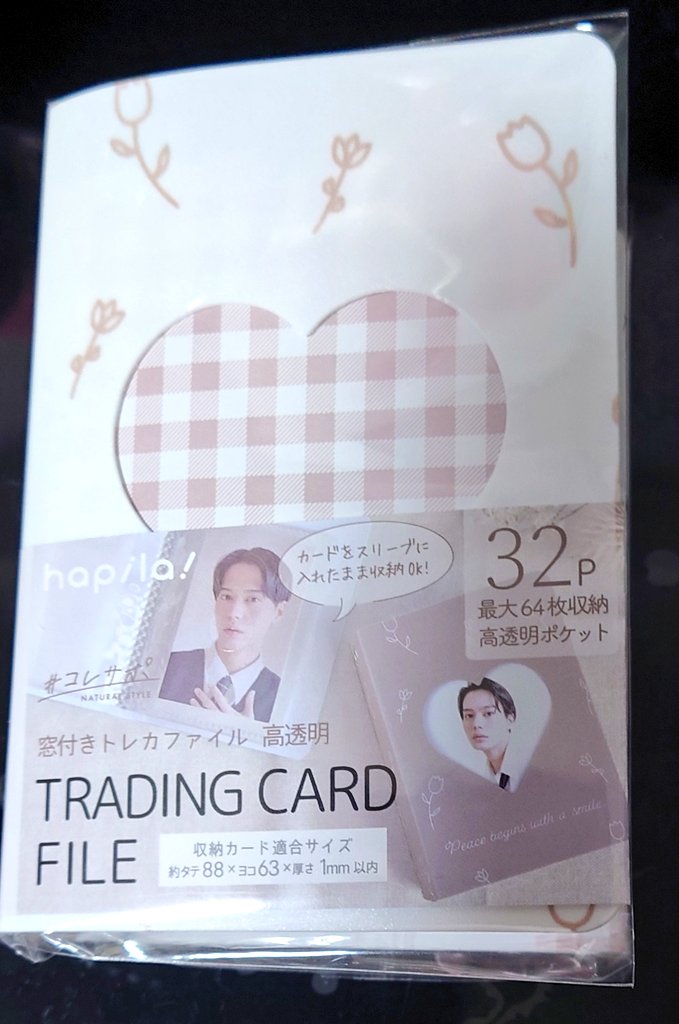 hapila!
カードをスリーブに
入れたまま収納OK!
32P
最大64枚収納
高透明ポケット
#コレサポ
NATURAL STYLE
窓付きトレカファイル 高透明
TRADING CARD
FILE
収納カード適合サイズ
約タテ88×ヨコ63×厚さ1mm以内
Peace begins with a smile